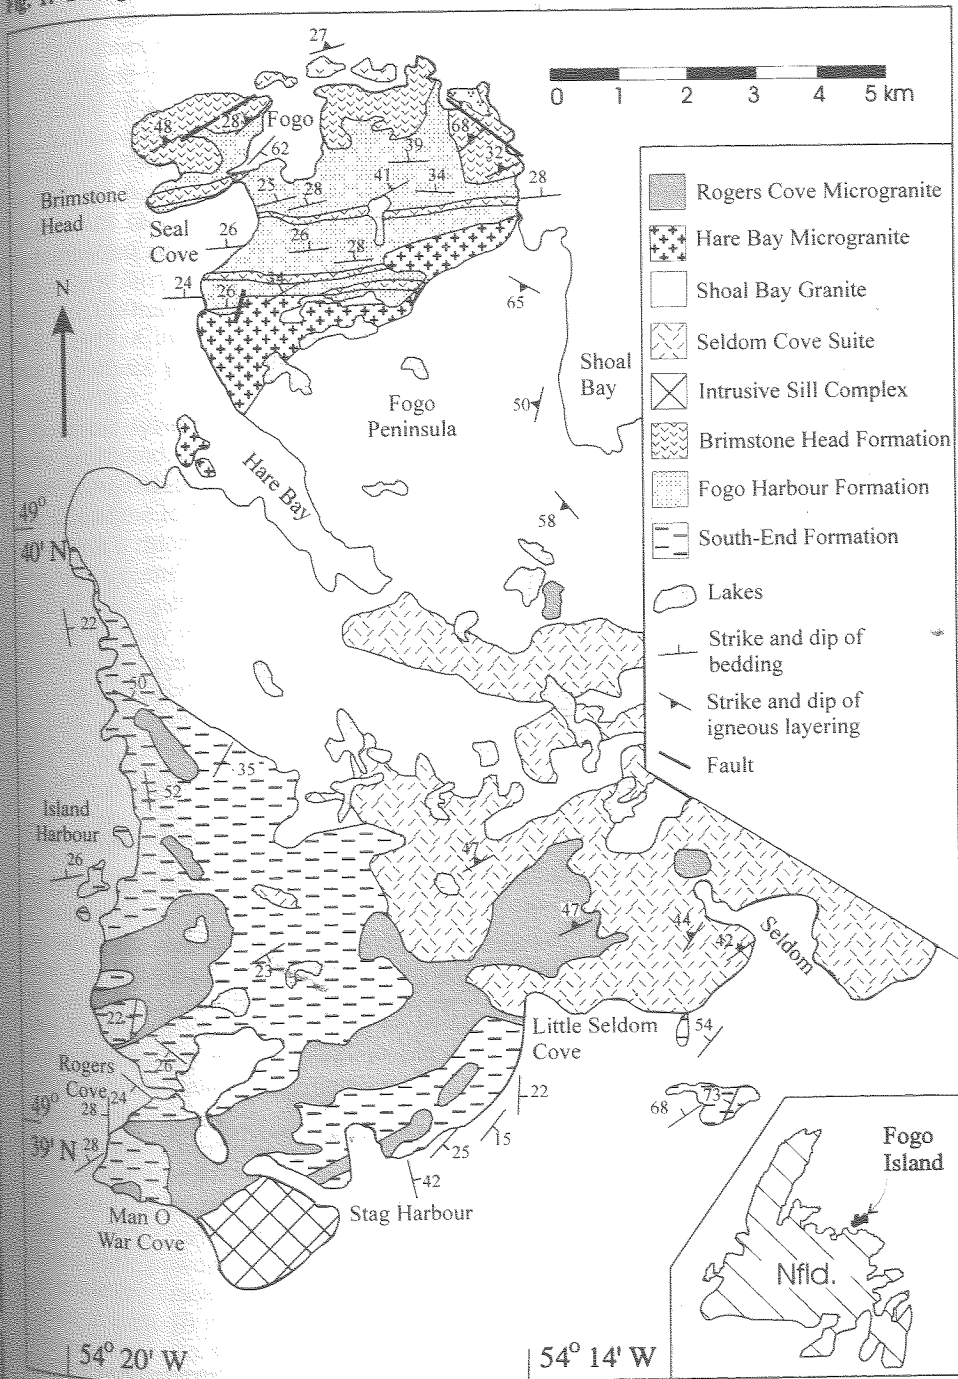 27
0 1 2 3 4 5 km
48
28
Fogo
62
68
39
32
Brimstone
Head
25
28
41
34
28
Seal
Cove
26
26
28
24
26
34
N
65
Shoal
Bay
50
Fogo
Peninsula
Hare Bay
58
49°
40' N
22
35
52
Island
Harbour
26
47
47
44
42
Seldom
23
22
Little Seldom
Cove
54
26
Rogers
Cove
24
28
49°
39' N
28
22
15
25
42
68
73
Man O
War Cove
Stag Harbour
54° 20' W
54° 14' W
Rogers Cove Microgranite
Hare Bay Microgranite
Shoal Bay Granite
Seldom Cove Suite
Intrusive Sill Complex
Brimstone Head Formation
Fogo Harbour Formation
South-End Formation
Lakes
Strike and dip of
bedding
Strike and dip of
igneous layering
Fault
Fogo
Island
Nfld.